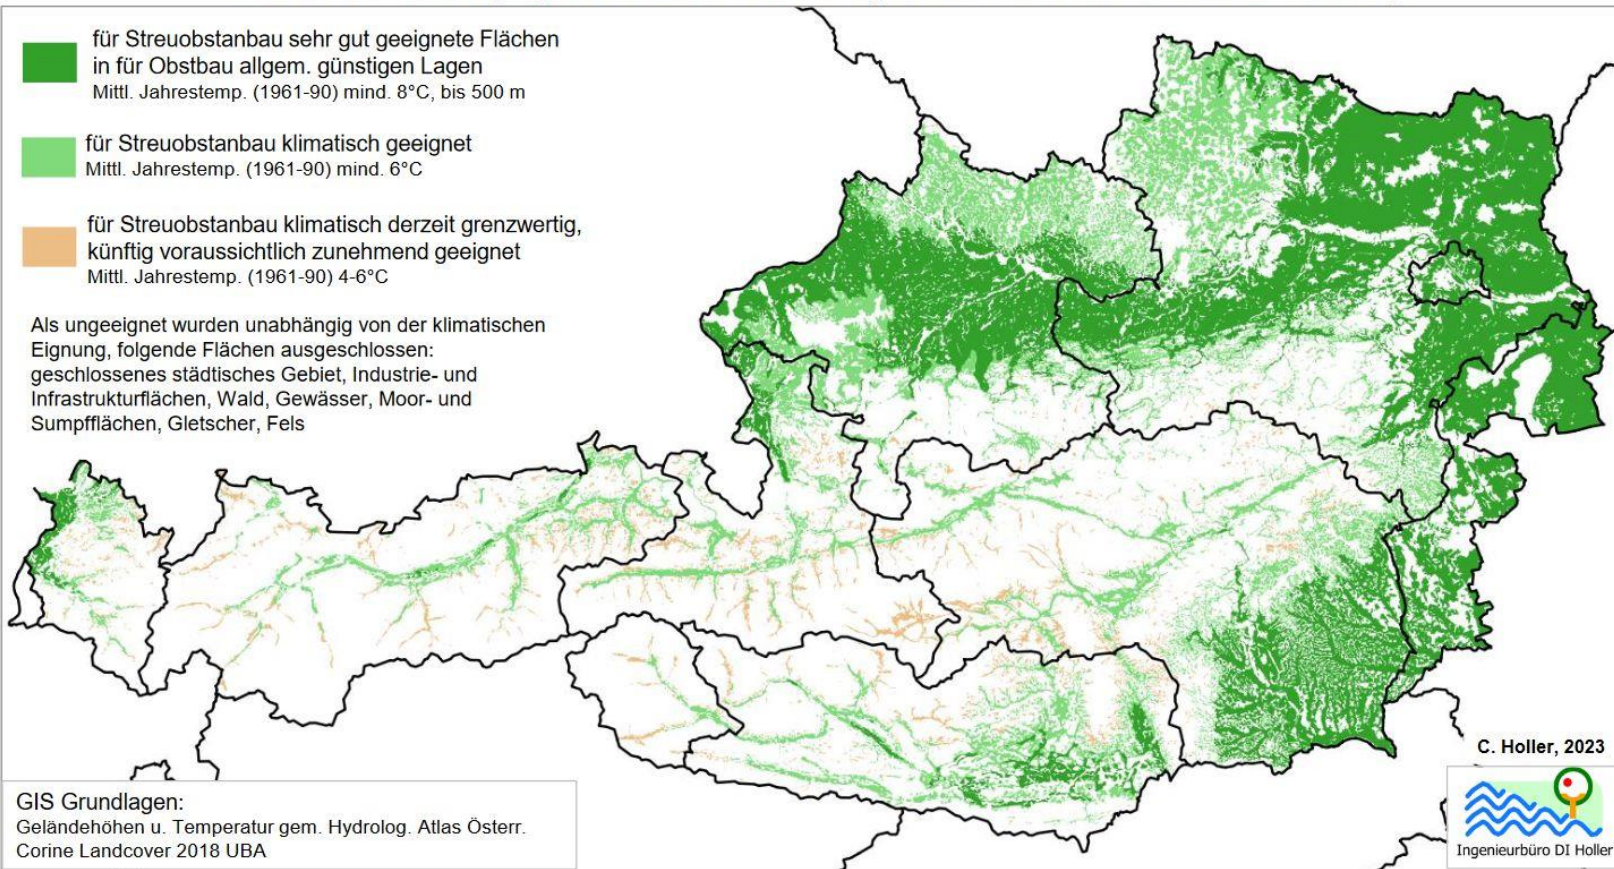 für Streuobstanbau sehr gut geeignete Flächen
in für Obstbau allgem. günstigen Lagen
Mittl. Jahrestemp. (1961-90) mind. 8°C, bis 500 m
für Streuobstanbau klimatisch geeignet
Mittl. Jahrestemp. (1961-90) mind. 6°C
für Streuobstanbau klimatisch derzeit grenzwertig,
künftig voraussichtlich zunehmend geeignet
Mittl. Jahrestemp. (1961-90) 4-6°C
Als ungeeignet wurden unabhängig von der klimatischen
Eignung, folgende Flächen ausgeschlossen:
geschlossenes städtisches Gebiet, Industrie- und
Infrastrukturflächen, Wald, Gewässer, Moor- und
Sumpfflächen, Gletscher, Fels
GIS Grundlagen:
Geländehöhen u. Temperatur gem. Hydrolog. Atlas Österr.
Corine Landcover 2018 UBA
C. Holler, 2023
Ingenieurbüro DI Holler